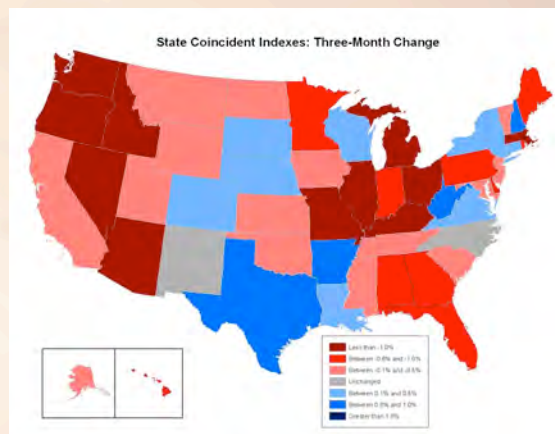 State Coincident Indexes: Three-Month Change
Less than -1.0%
Between -0.6% and -1.0%
Between -0.1% and -0.5%
Unchanged
Between 0.1% and 0.5%
Between 0.5% and 1.0%
Greater than 1.0%